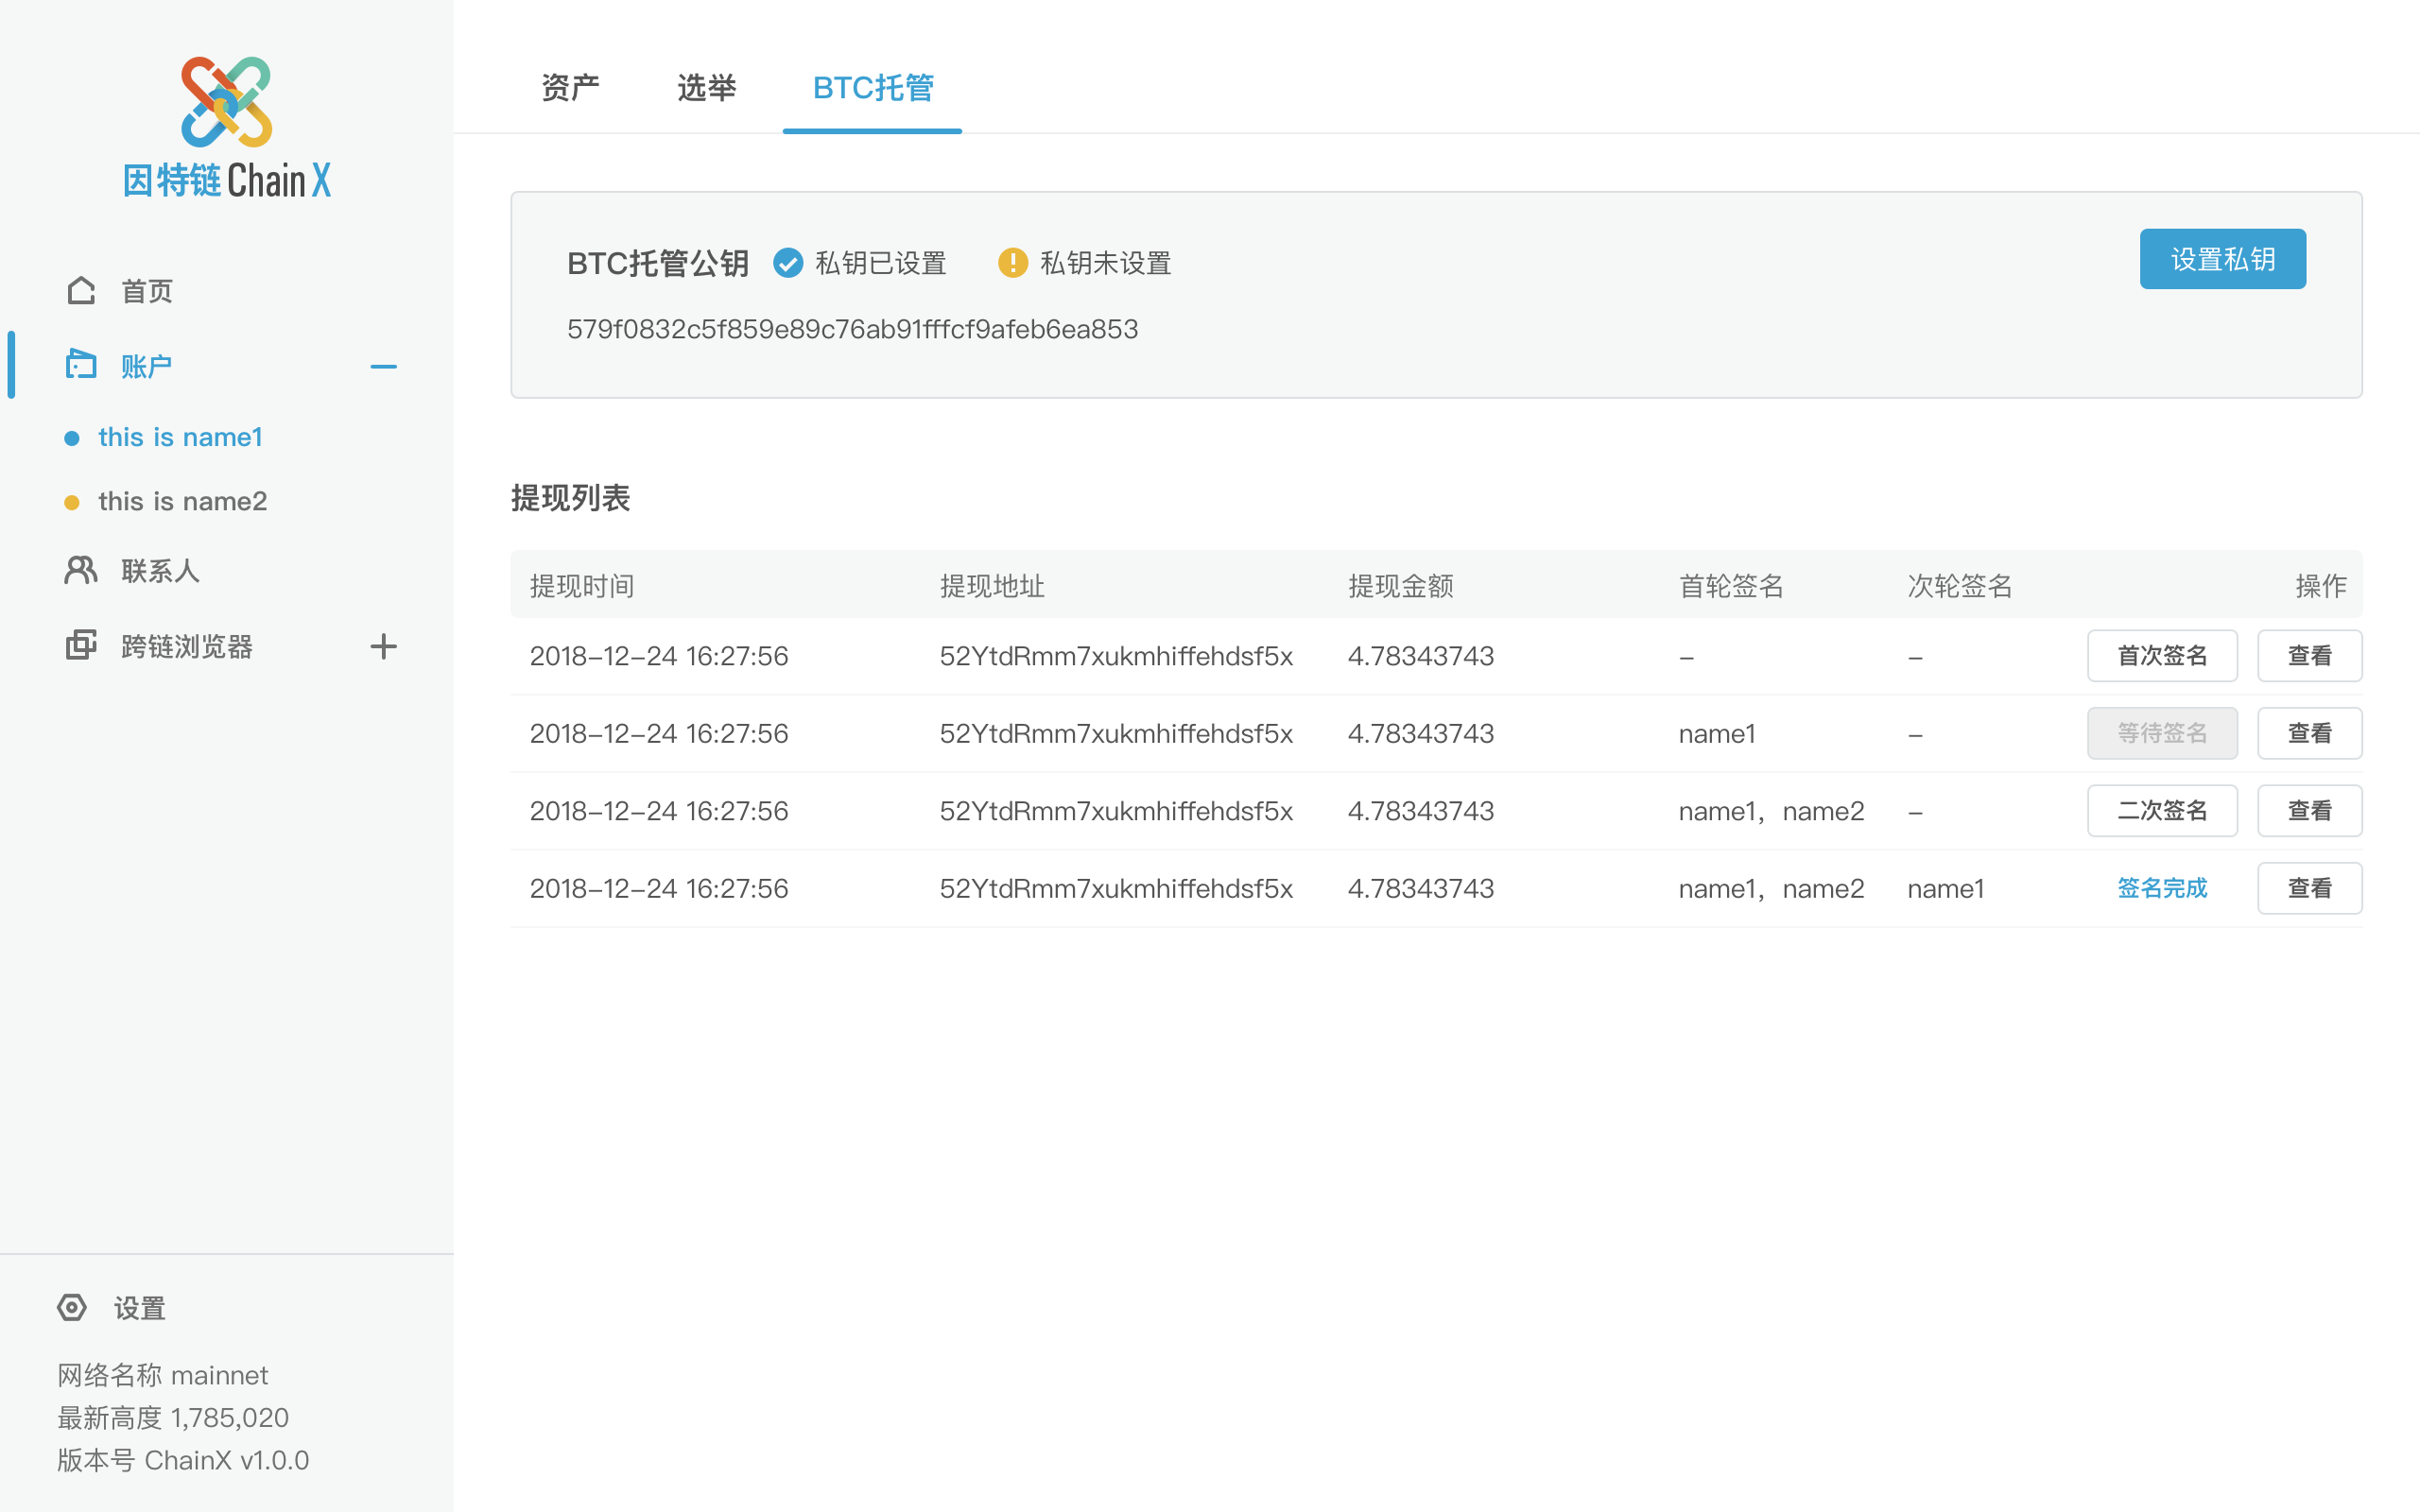 因特链 ChainX
首页
账户
this is name1
this is name2
联系人
跨链浏览器
设置
网络名称 mainnet
最新高度 1,785,020
版本号 ChainX v1.0.0
资产 选举 BTC托管
BTC托管公钥 私钥已设置 私钥未设置 设置私钥
579f0832c5f859e89c76ab91fffcf9afeb6ea853
提现列表
提现时间 提现地址 提现金额 首轮签名 次轮签名 操作
2018-12-24 16:27:56 52YtdRmm7xukmhiffehdsf5x 4.78343743 - - 首次签名 查看
2018-12-24 16:27:56 52YtdRmm7xukmhiffehdsf5x 4.78343743 name1 - 等待签名 查看
2018-12-24 16:27:56 52YtdRmm7xukmhiffehdsf5x 4.78343743 name1，name2 - 二次签名 查看
2018-12-24 16:27:56 52YtdRmm7xukmhiffehdsf5x 4.78343743 name1，name2 name1 签名完成 查看